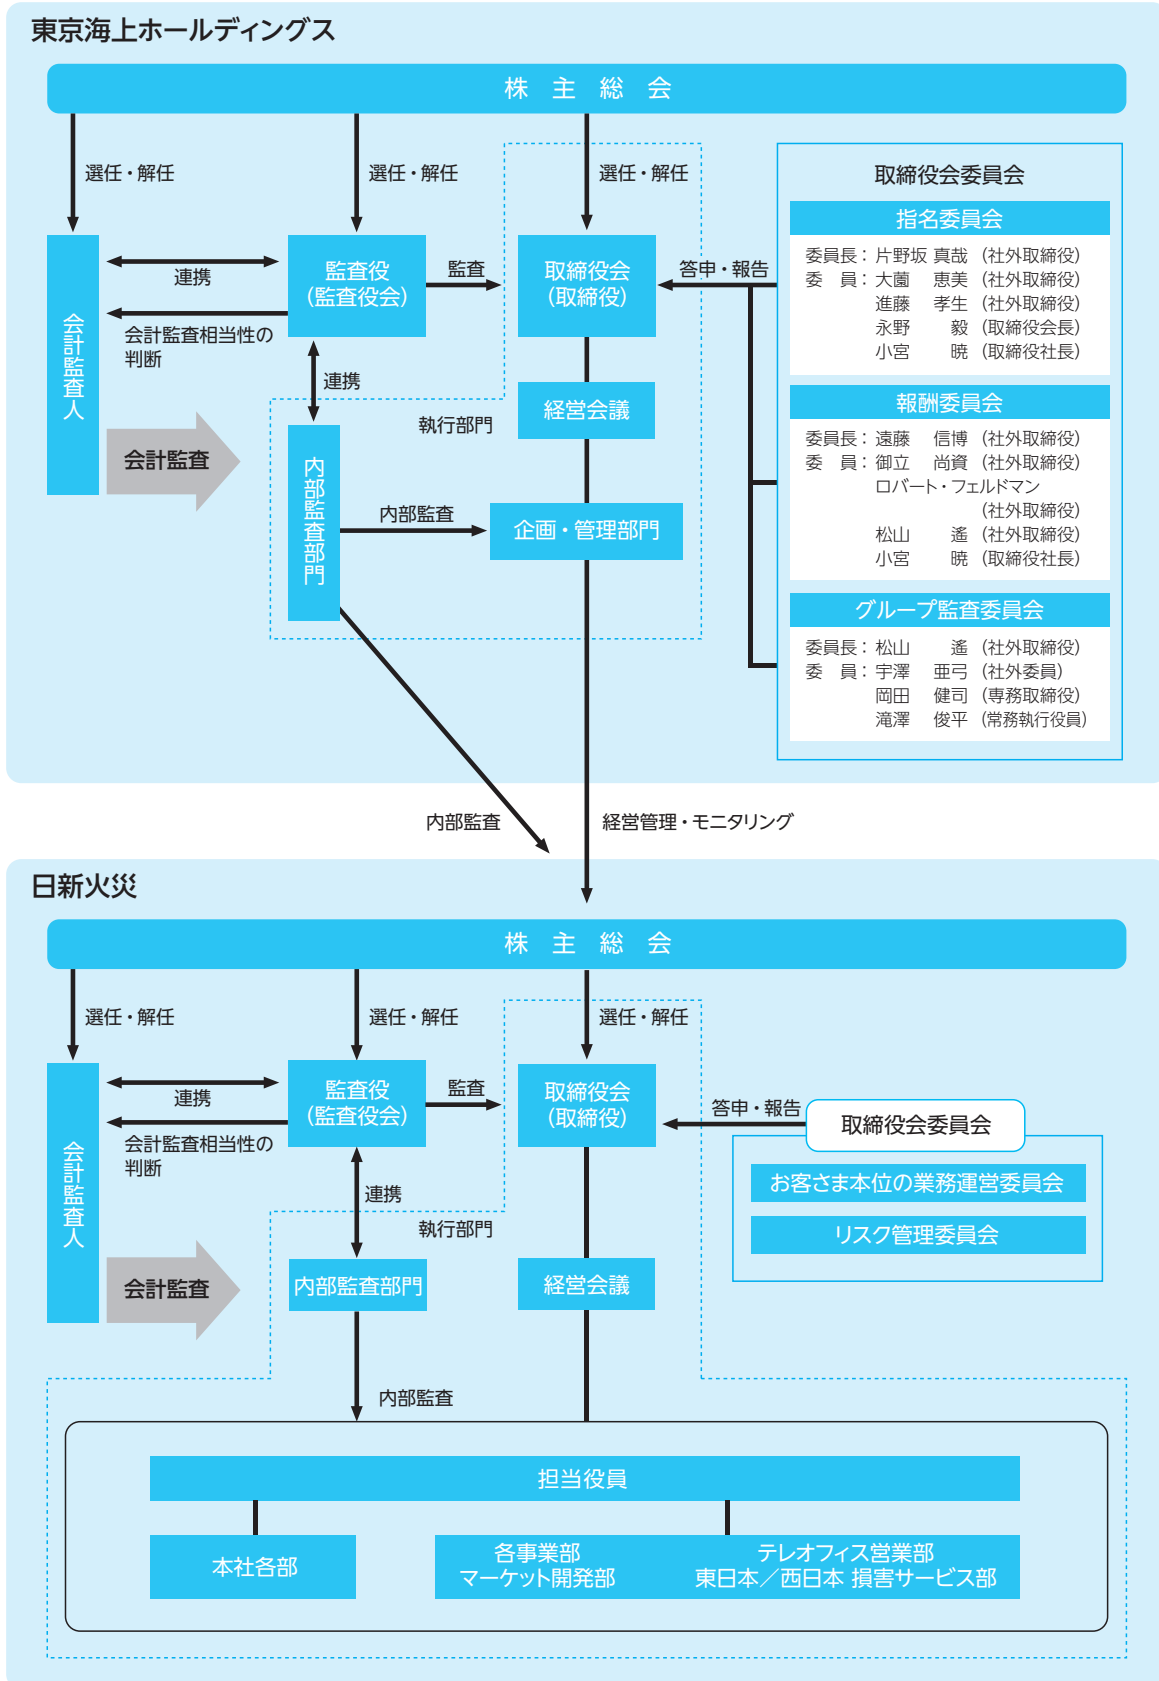 東京海上ホールディングス
株 主 総 会
選任・解任
選任・解任
選任・解任
会計監査人
連携
会計監査相当性の
判断
監査役
(監査役会)
監査
取締役会
(取締役)
答申・報告
連携
執行部門
経営会議
会計監査
内部監査部門
内部監査
企画・管理部門
取締役会委員会
指名委員会
委員長：片野坂 真哉 (社外取締役)
委　員：大薗　恵美 (社外取締役)
進藤　孝生 (社外取締役)
永野　毅 (取締役会長)
小宮　暁 (取締役社長)
報酬委員会
委員長：遠藤　信博 (社外取締役)
委　員：御立　尚資 (社外取締役)
ロバート・フェルドマン
(社外取締役)
松山　遙 (社外取締役)
小宮　暁 (取締役社長)
グループ監査委員会
委員長：松山　遙 (社外取締役)
委　員：宇澤　亜弓 (社外委員)
岡田　健司 (専務取締役)
滝澤　俊平 (常務執行役員)
内部監査
経営管理・モニタリング
日新火災
株 主 総 会
選任・解任
選任・解任
選任・解任
会計監査人
連携
会計監査相当性の
判断
監査役
(監査役会)
監査
取締役会
(取締役)
答申・報告
取締役会委員会
お客さま本位の業務運営委員会
リスク管理委員会
連携
執行部門
会計監査
内部監査部門
経営会議
内部監査
担当役員
本社各部
各事業部
マーケット開発部
テレオフィス営業部
東日本／西日本 損害サービス部